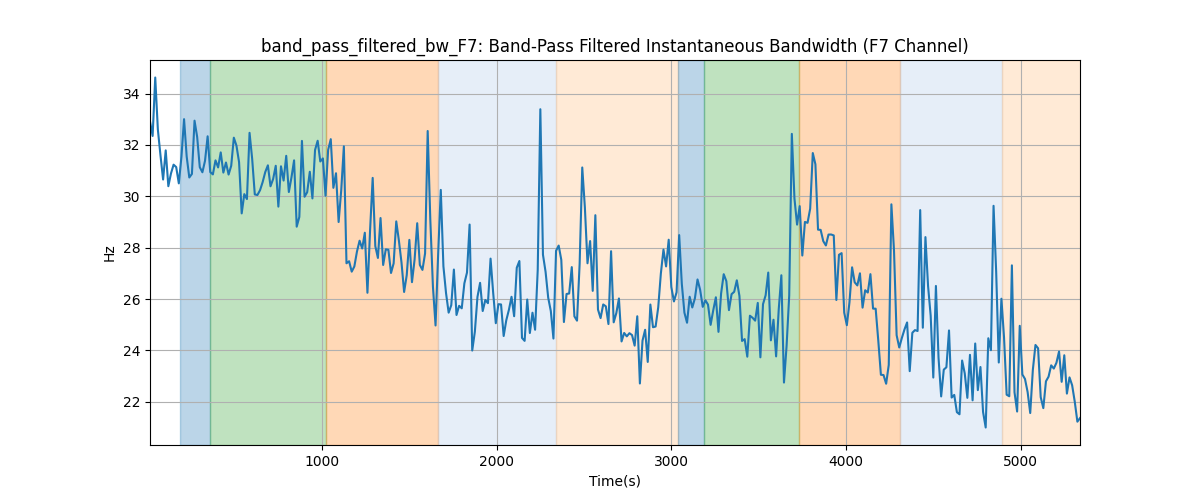 band_pass_filtered_bw_F7: Band-Pass Filtered Instantaneous Bandwidth (F7 Channel)
34
32
30
28
26
24
22
Hz
1000 2000 3000 4000 5000
Time(s)